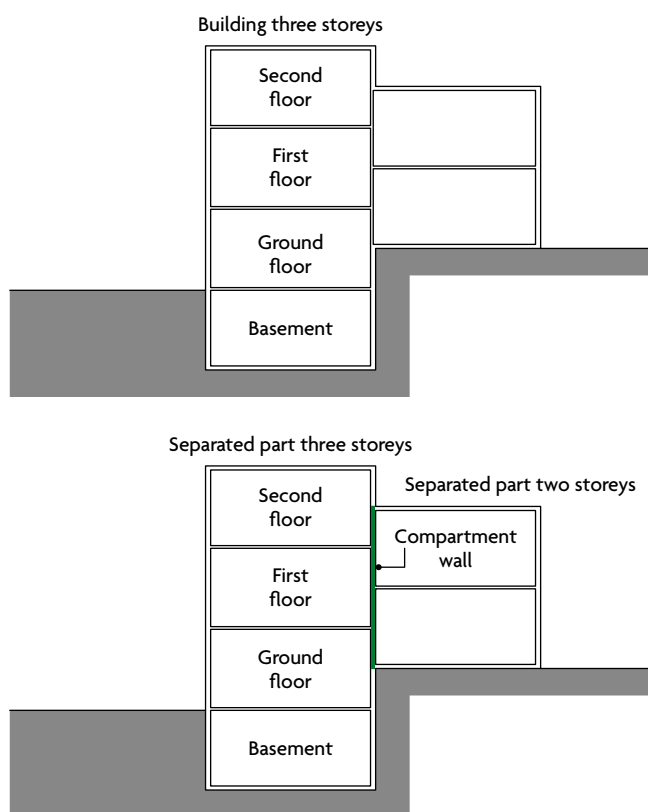 Building three storeys
Second
floor
First
floor
Ground
floor
Basement
Separated part three storeys
Separated part two storeys
Second
floor
Compartment
wall
First
floor
Ground
floor
Basement